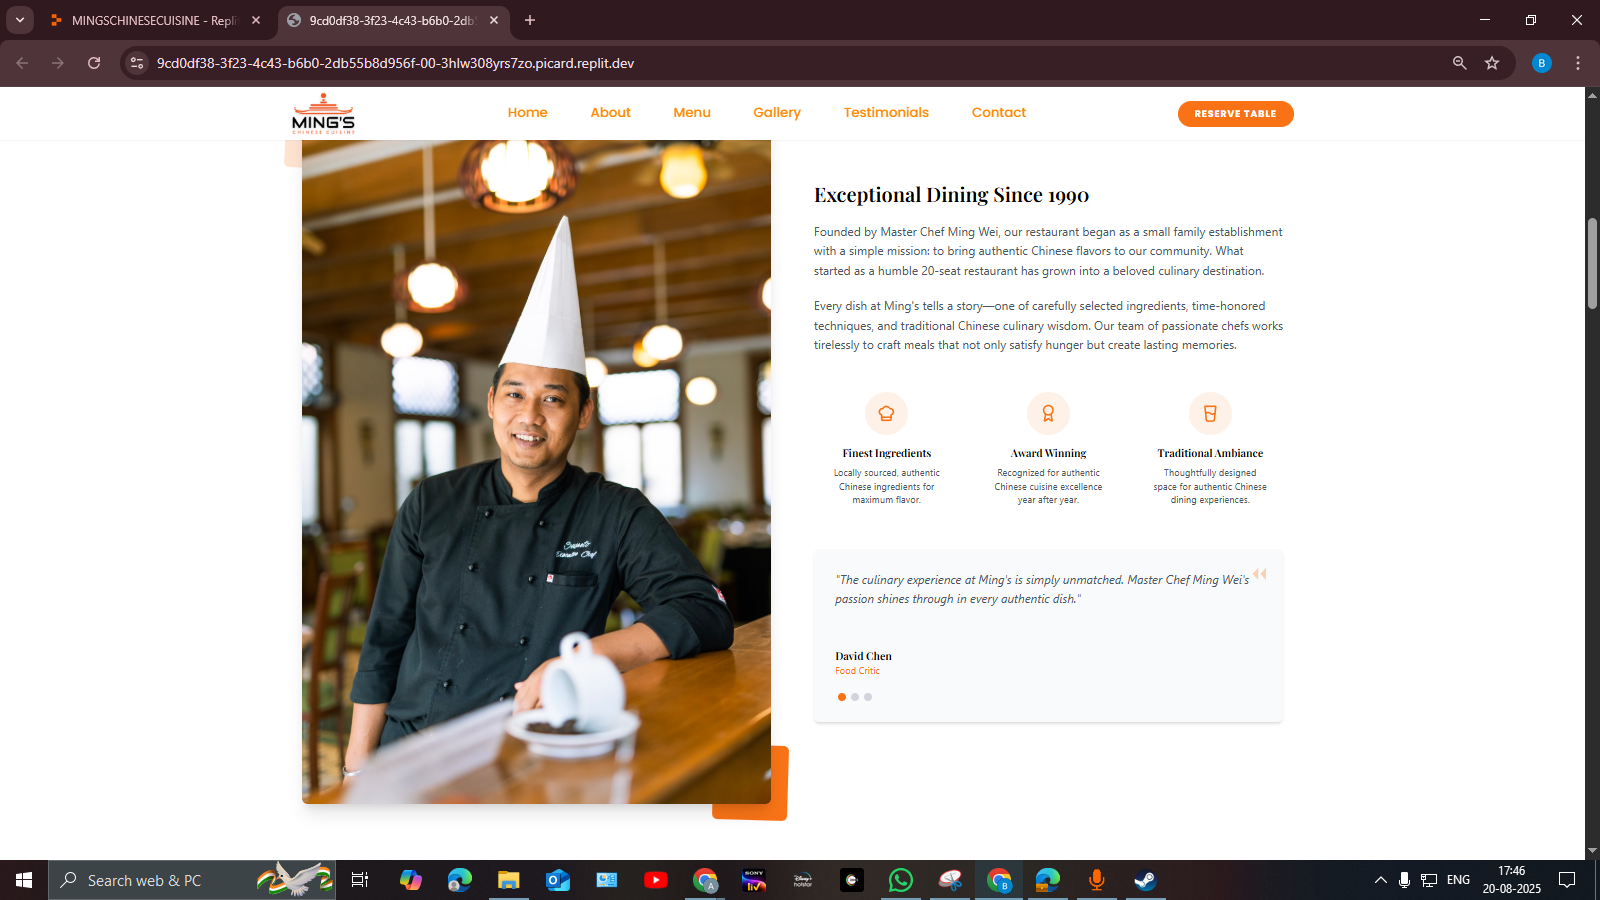 MINGSCHINESECUISINE - Repli
9cd0df38-3f23-4c43-b6b0-2db5
9cd0df38-3f23-4c43-b6b0-2db55b8d956f-00-3hlw308yrs7zo.picard.replit.dev
B
MING'S
CHINESE CUISINE
Home
About
Menu
Gallery
Testimonials
Contact
RESERVE TABLE
Exceptional Dining Since 1990
Founded by Master Chef Ming Wei, our restaurant began as a small family establishment
with a simple mission: to bring authentic Chinese flavors to our community. What
started as a humble 20-seat restaurant has grown into a beloved culinary destination.
Every dish at Ming's tells a story—one of carefully selected ingredients, time-honored
techniques, and traditional Chinese culinary wisdom. Our team of passionate chefs works
tirelessly to craft meals that not only satisfy hunger but create lasting memories.
Finest Ingredients
Locally sourced, authentic
Chinese ingredients for
maximum flavor.
Award Winning
Recognized for authentic
Chinese cuisine excellence
year after year.
Traditional Ambiance
Thoughtfully designed
space for authentic Chinese
dining experiences.
Executive Chef
"The culinary experience at Ming's is simply unmatched. Master Chef Ming Wei's
passion shines through in every authentic dish."
David Chen
Food Critic
Search web & PC
A
SONY
liv
hotstar
B
ENG
17:46
20-08-2025